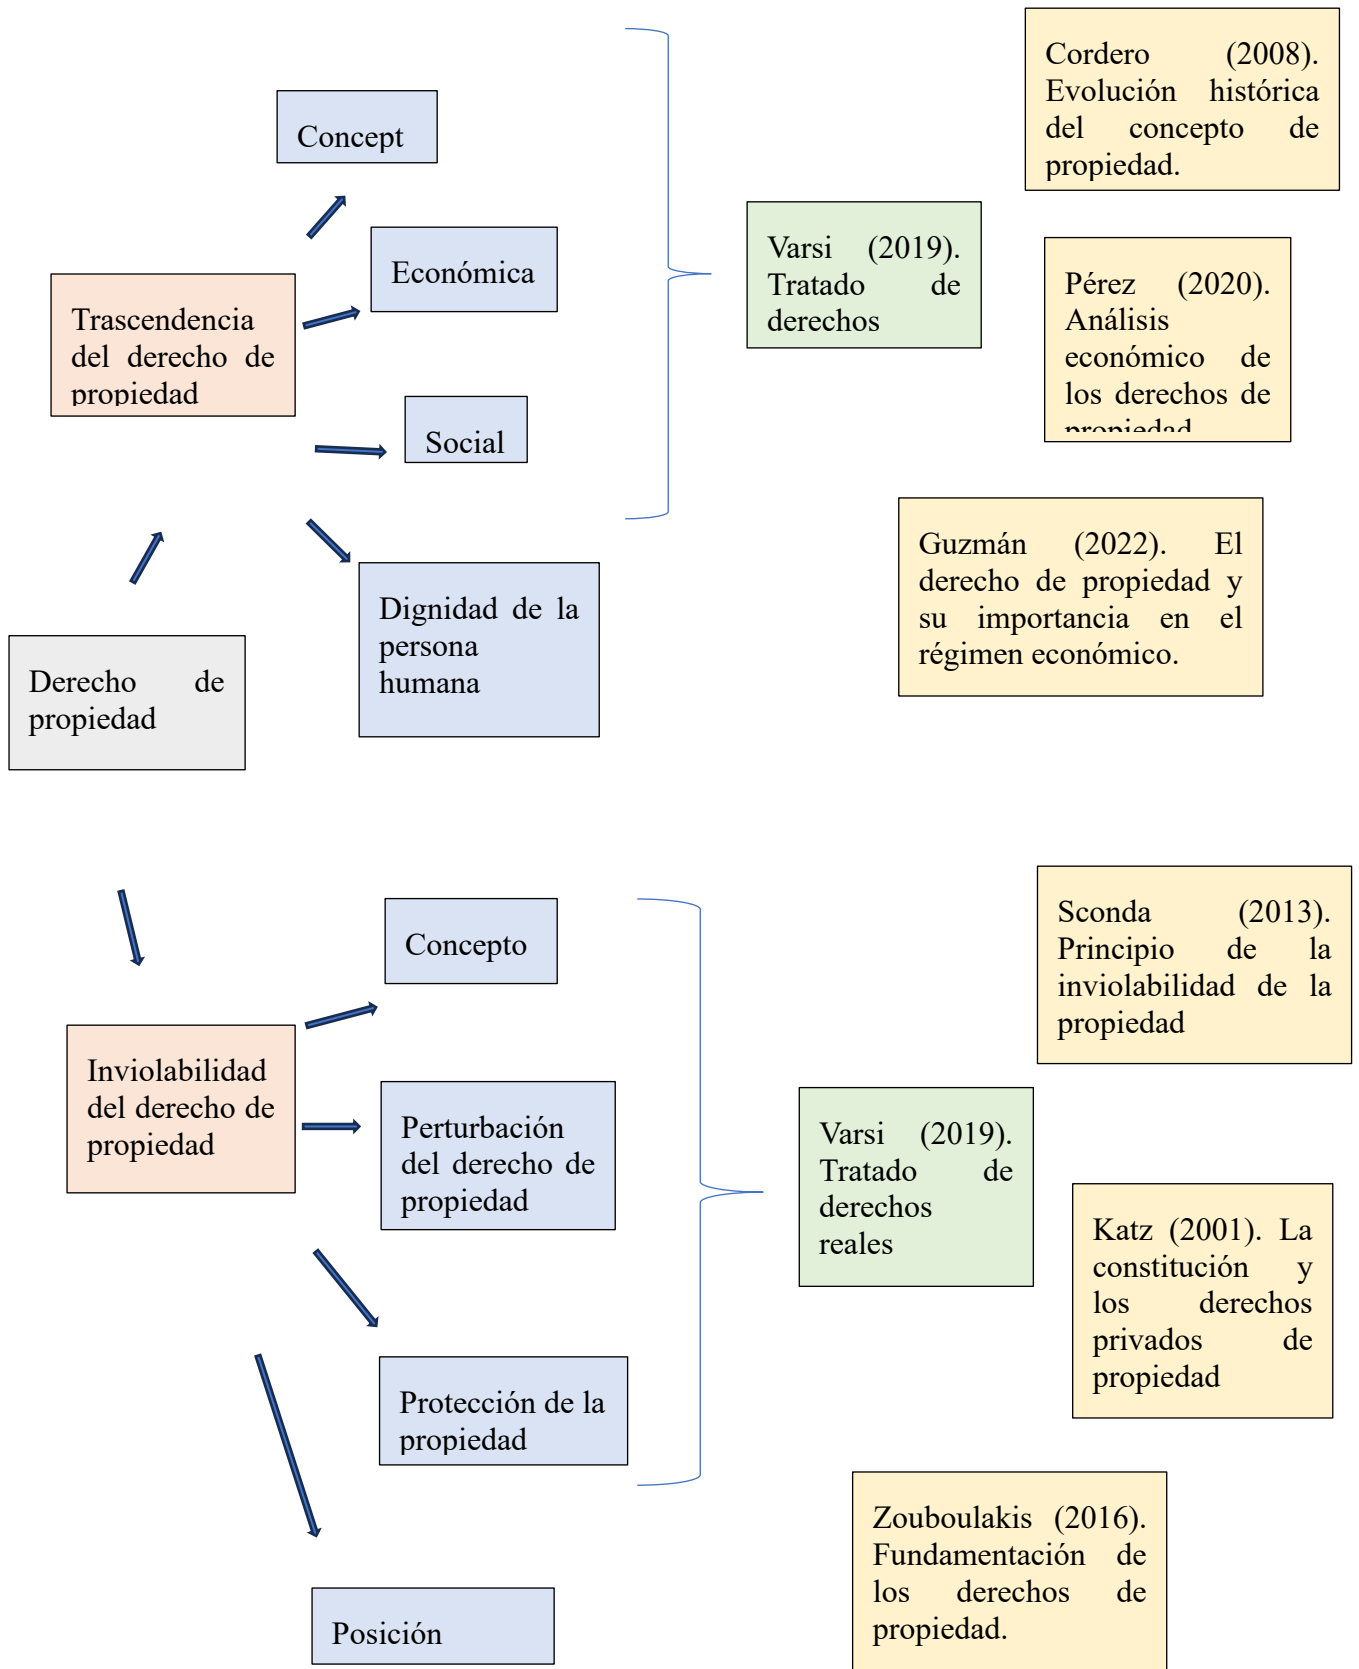 Concept
Económica
Trascendencia
del derecho de
propiedad
Social
Dignidad de la
persona
humana
Derecho de
propiedad
Varsi (2019).
Tratado de
derechos
Cordero (2008).
Evolución histórica
del concepto de
propiedad.
Pérez (2020).
Análisis
económico de
los derechos de
propiedad
Guzmán (2022). El
derecho de propiedad y
su importancia en el
régimen económico.
Concepto
Inviolabilidad
del derecho de
propiedad
Perturbación
del derecho de
propiedad
Protección de la
propiedad
Posición
Varsi (2019).
Tratado de
derechos
reales
Sconda (2013).
Principio de la
inviolabilidad de la
propiedad
Katz (2001). La
constitución y
los derechos
privados de
propiedad
Zouboulakis (2016).
Fundamentación de
los derechos de
propiedad.